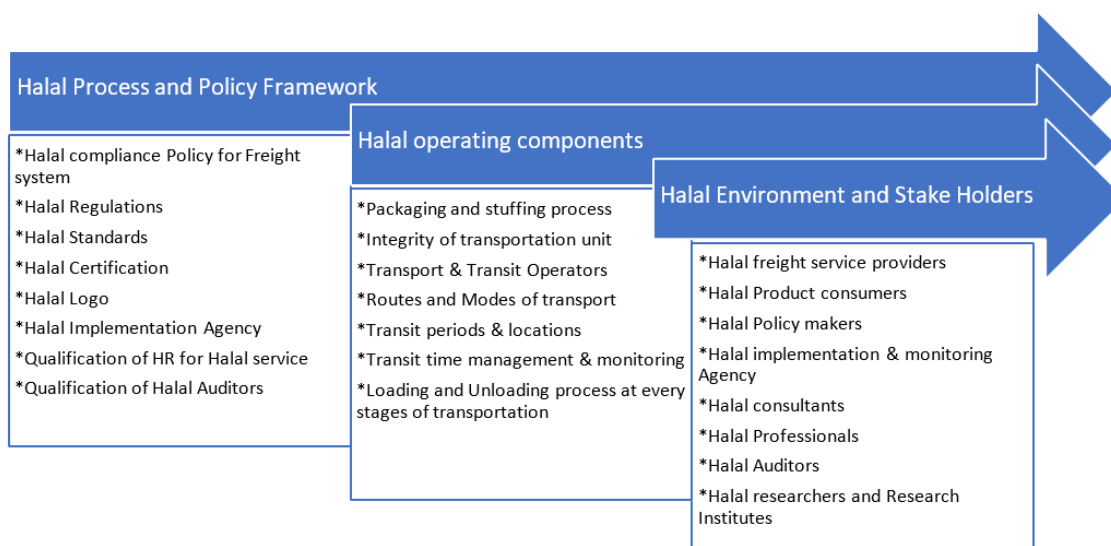 Halal Process and Policy Framework
*Halal compliance Policy for Freight
system
*Halal Regulations
*Halal Standards
*Halal Certification
*Halal Logo
*Halal Implementation Agency
*Qualification of HR for Halal service
*Qualification of Halal Auditors
Halal operating components
*Packaging and stuffing process
*Integrity of transportation unit
*Transport & Transit Operators
*Routes and Modes of transport
*Transit periods & locations
*Transit time management & monitoring
*Loading and Unloading process at every
stages of transportation
Halal Environment and Stake Holders
*Halal freight service providers
*Halal Product consumers
*Halal Policy makers
*Halal implementation & monitoring
Agency
*Halal consultants
*Halal Professionals
*Halal Auditors
*Halal researchers and Research
Institutes